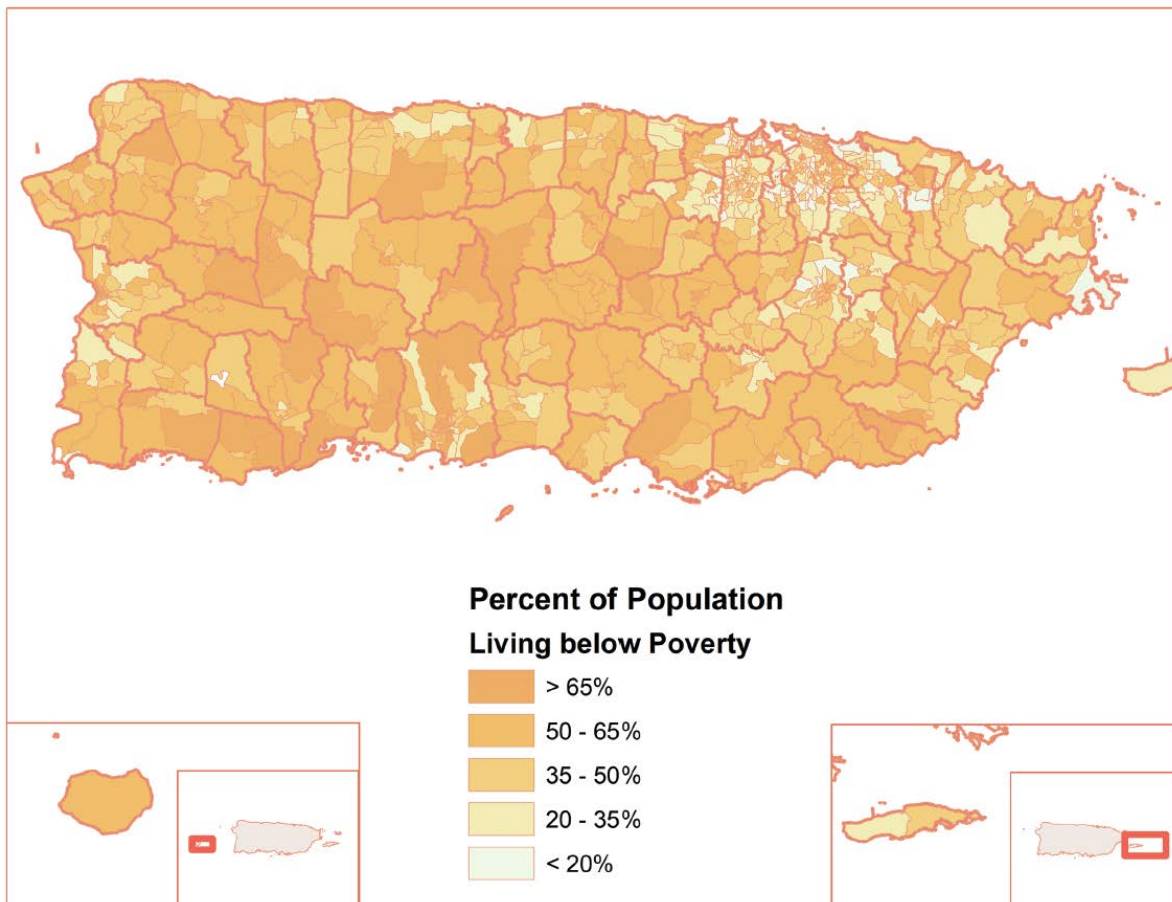 Percent of Population
Living below Poverty
> 65%
50 - 65%
35 - 50%
20 - 35%
< 20%